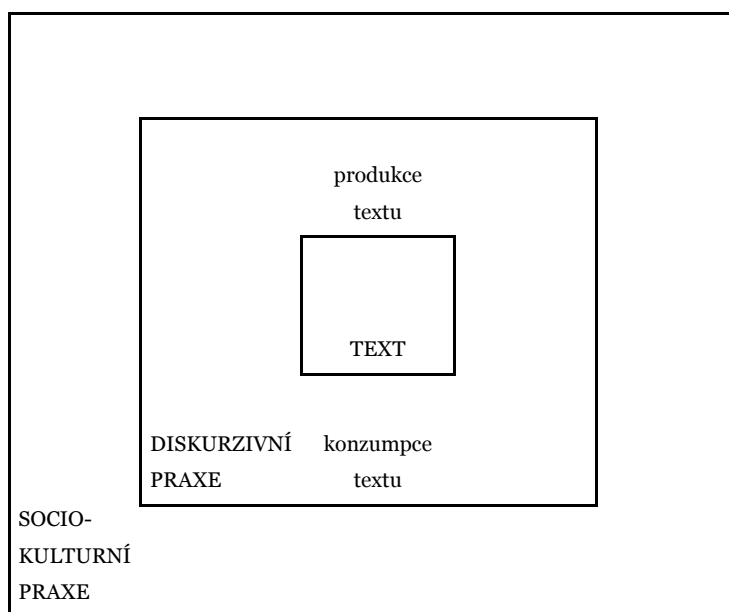 produkce
textu
TEXT
DISKURZIVNÍ konzumpce
PRAXE textu
SOCIO-
KULTURNÍ
PRAXE